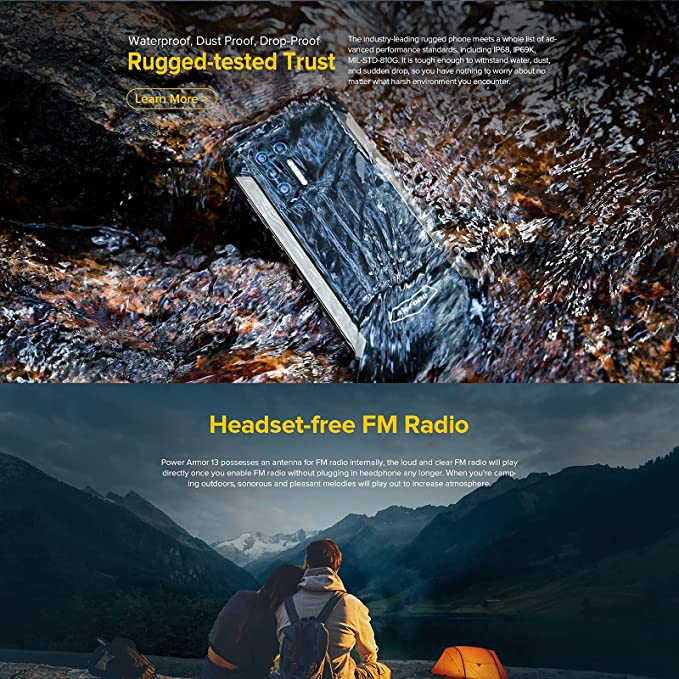 Waterproof, Dust Proof, Drop-Proof
Rugged-tested Trust
Learn More >
The industry-leading rugged phone meets a whole list of ad-
vanced performance standards, including IP68, IP69K,
MIL-STD-810G. It is tough enough to withstand water, dust,
and sudden drop, so you have nothing to worry about no
matter what harsh environment you encounter.
Headset-free FM Radio
Power Armor 13 possesses an antenna for FM radio internally, the loud and clear FM radio will play
directly once you enable FM radio without plugging in headphone any longer. When you're camp-
ing outdoors, sonorous and pleasant melodies will play out to increase atmosphere.